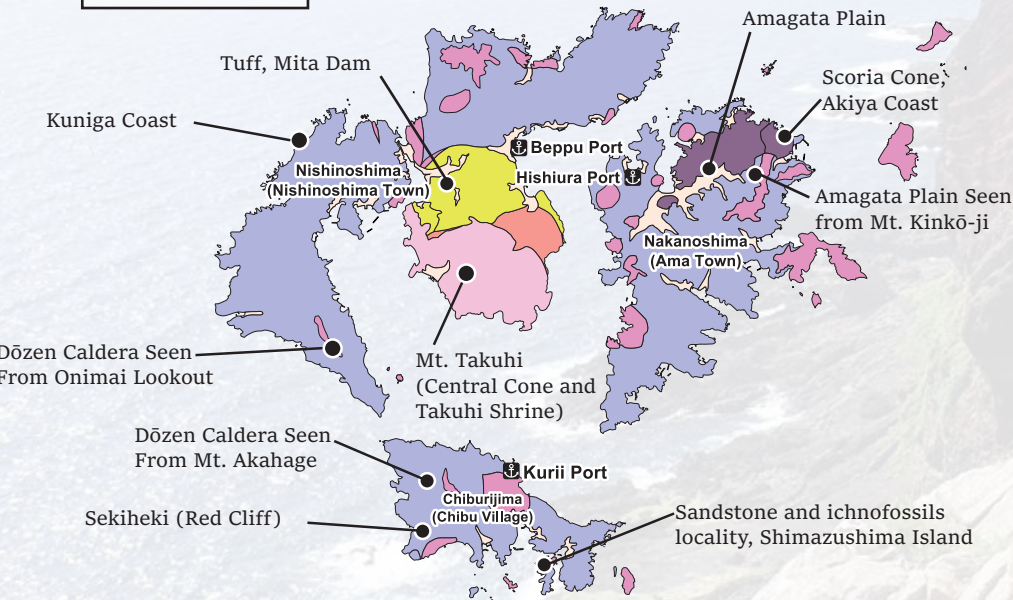 Amagata Plain
Tuff, Mita Dam
Scoria Cone,
Akiya Coast
Kuniga Coast
Beppu Port
Nishinoshima
(Nishinoshima Town)
Hishiura Port
Amagata Plain Seen
from Mt. Kinkō-ji
Nakanoshima
(Ama Town)
Dōzen Caldera Seen
From Onimai Lookout
Mt. Takuhi
(Central Cone and
Takuhi Shrine)
Dōzen Caldera Seen
From Mt. Akahage
Kurii Port
Chiburijima
(Chibu Village)
Sekiheki (Red Cliff)
Sandstone and ichnofossils
locality, Shimazushima Island